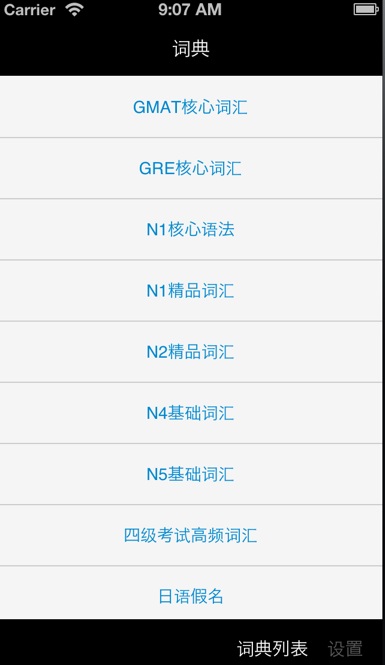 Carrier 9:07 AM
词典
GMAT核心词汇
GRE核心词汇
N1核心语法
N1精品词汇
N2精品词汇
N4基础词汇
N5基础词汇
四级考试高频词汇
日语假名
词典列表 设置